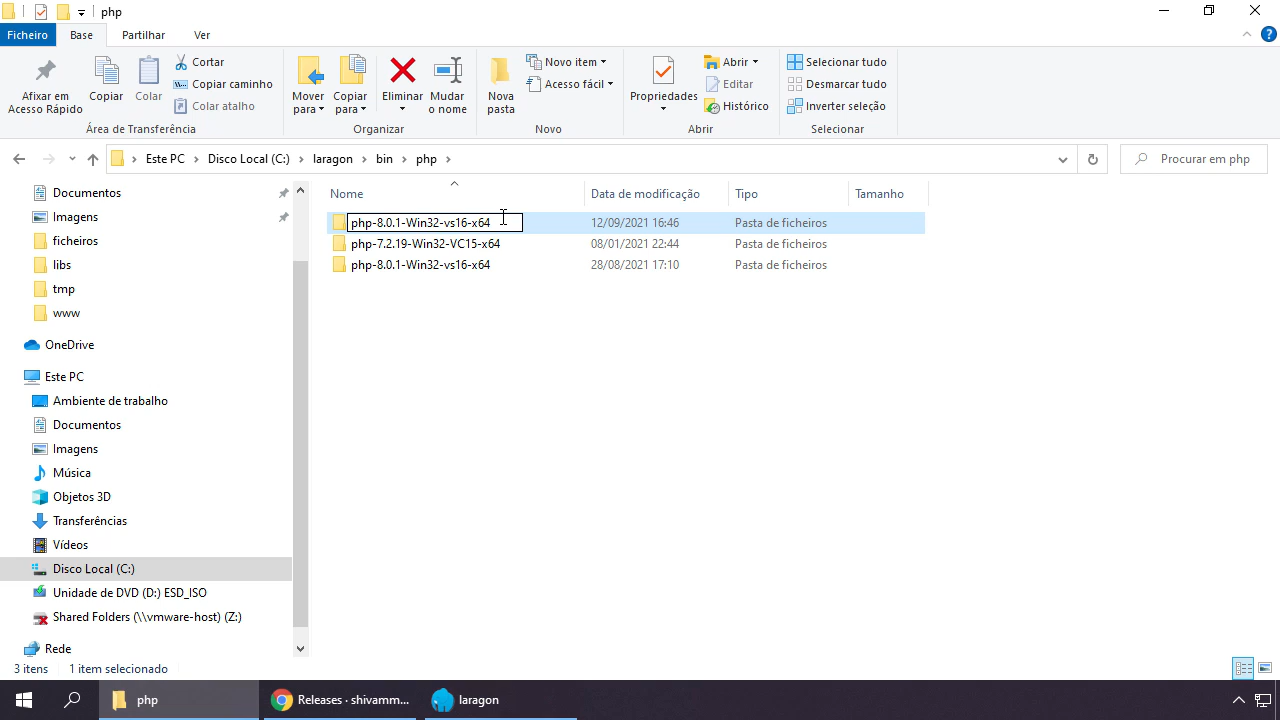 php
Ficheiro
Base
Partilhar
Ver
Afixar em
Acesso Rápido
Copiar
Colar
Cortar
Copiar caminho
Colar atalho
Área de Transferência
Mover
para
Copiar
para
Eliminar
Mudar
o nome
Organizar
Nova
pasta
Novo item
Acesso fácil
Novo
Propriedades
Abrir
Editar
Histórico
Abrir
Selecionar tudo
Desmarcar tudo
Inverter seleção
Selecionar
Este PC
Disco Local (C:)
laragon
bin
php
Procurar em php
Nome
Data de modificação
Tipo
Tamanho
php-8.0.1-Win32-vs16-x64
12/09/2021 16:46
Pasta de ficheiros
php-7.2.19-Win32-VC15-x64
08/01/2021 22:44
Pasta de ficheiros
php-8.0.1-Win32-vs16-x64
28/08/2021 17:10
Pasta de ficheiros
Documentos
Imagens
ficheiros
libs
tmp
www
OneDrive
Este PC
Ambiente de trabalho
Documentos
Imagens
Música
Objetos 3D
Transferências
Vídeos
Disco Local (C:)
Unidade de DVD (D:) ESD_ISO
Shared Folders (\\vmware-host) (Z:)
Rede
3 itens
1 item selecionado
php
Releases · shivamm...
laragon